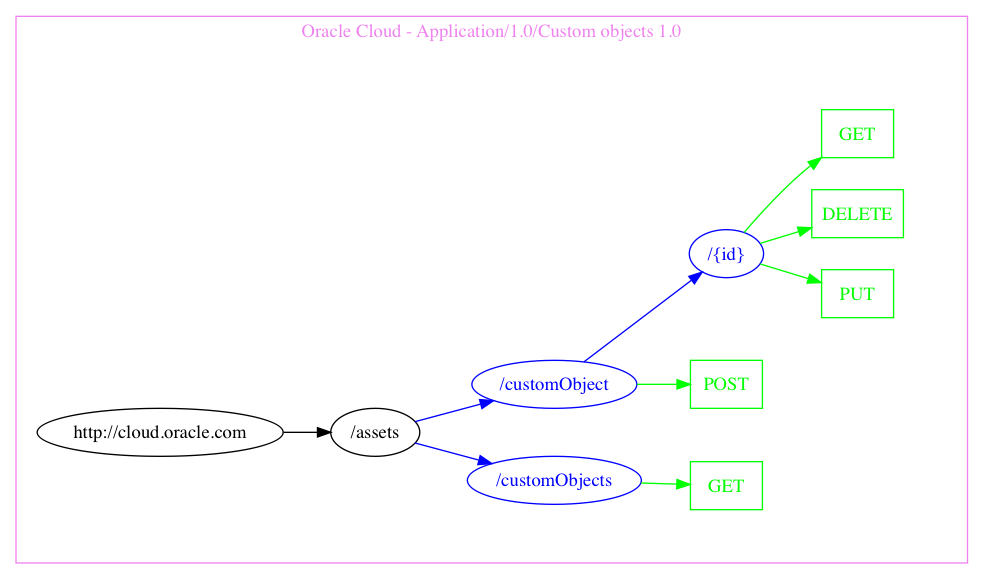 Oracle Cloud - Application/1.0/Custom objects 1.0
GET
DELETE
/{id}
PUT
/customObject
POST
http://cloud.oracle.com
/assets
/customObjects
GET